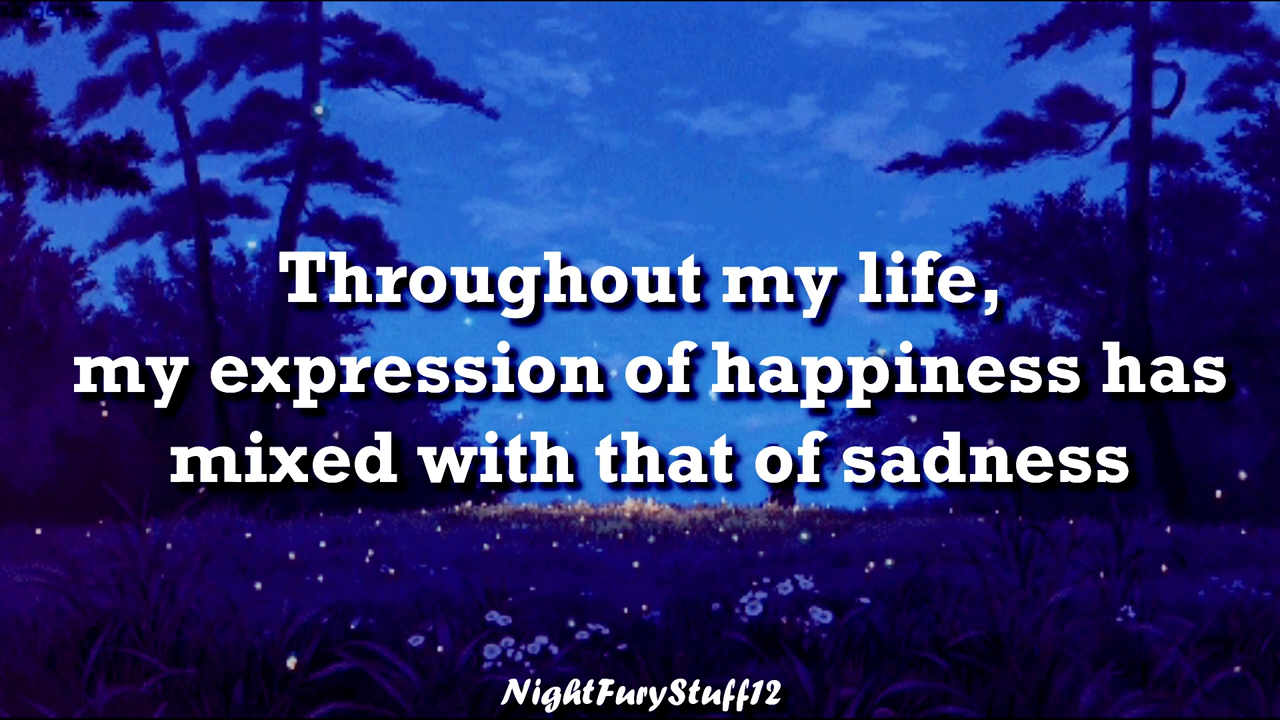 Throughout my life,
my expression of happiness has
mixed with that of sadness
NightFuryStuff12